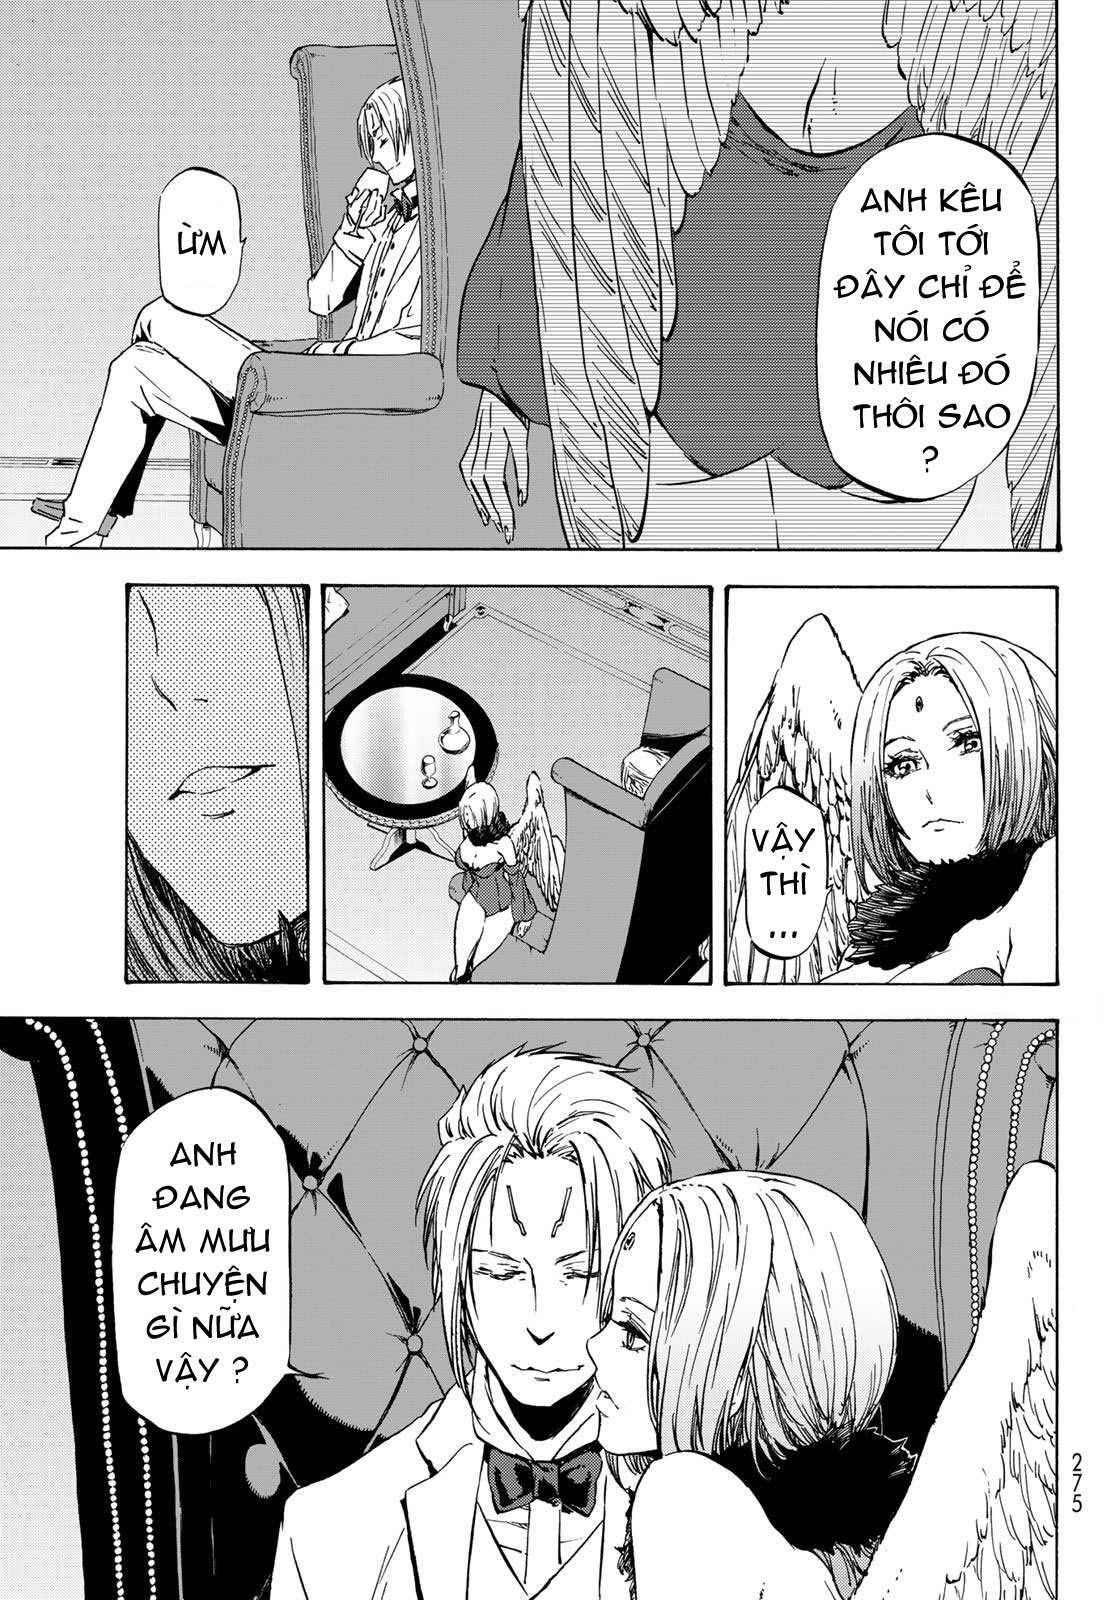 ANH KÊU
TÔI TỚI
ĐÂY CHỈ ĐỂ
NÓI CÓ
NHIÊU ĐÓ
THÔI SAO
?
ỪM
VẬY
THÌ
...
ANH
ĐANG
ÂM MƯU
CHUYỆN
GÌ NỮA
VẬY ?
275